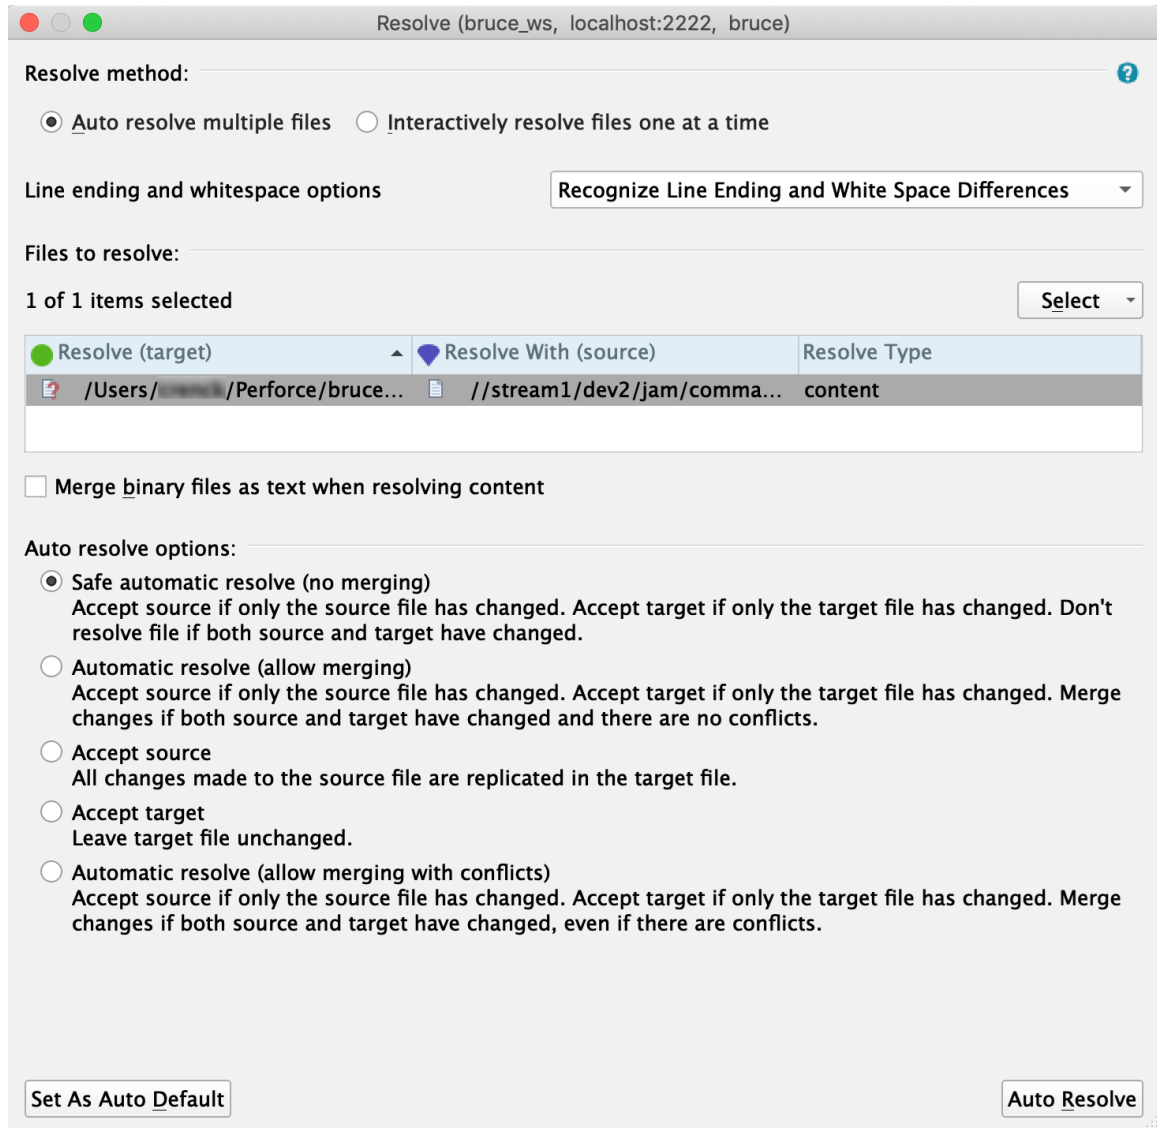 Resolve (bruce_ws, localhost:2222, bruce)
Resolve method:
Auto resolve multiple files Interactively resolve files one at a time
Line ending and whitespace options Recognize Line Ending and White Space Differences
Files to resolve:
1 of 1 items selected Select
Resolve (target) Resolve With (source) Resolve Type
/Users/ /Perforce/bruce... //stream1/dev2/jam/comma... content
Merge binary files as text when resolving content
Auto resolve options:
Safe automatic resolve (no merging)
Accept source if only the source file has changed. Accept target if only the target file has changed. Don't
resolve file if both source and target have changed.
Automatic resolve (allow merging)
Accept source if only the source file has changed. Accept target if only the target file has changed. Merge
changes if both source and target have changed and there are no conflicts.
Accept source
All changes made to the source file are replicated in the target file.
Accept target
Leave target file unchanged.
Automatic resolve (allow merging with conflicts)
Accept source if only the source file has changed. Accept target if only the target file has changed. Merge
changes if both source and target have changed, even if there are conflicts.
Set As Auto Default Auto Resolve